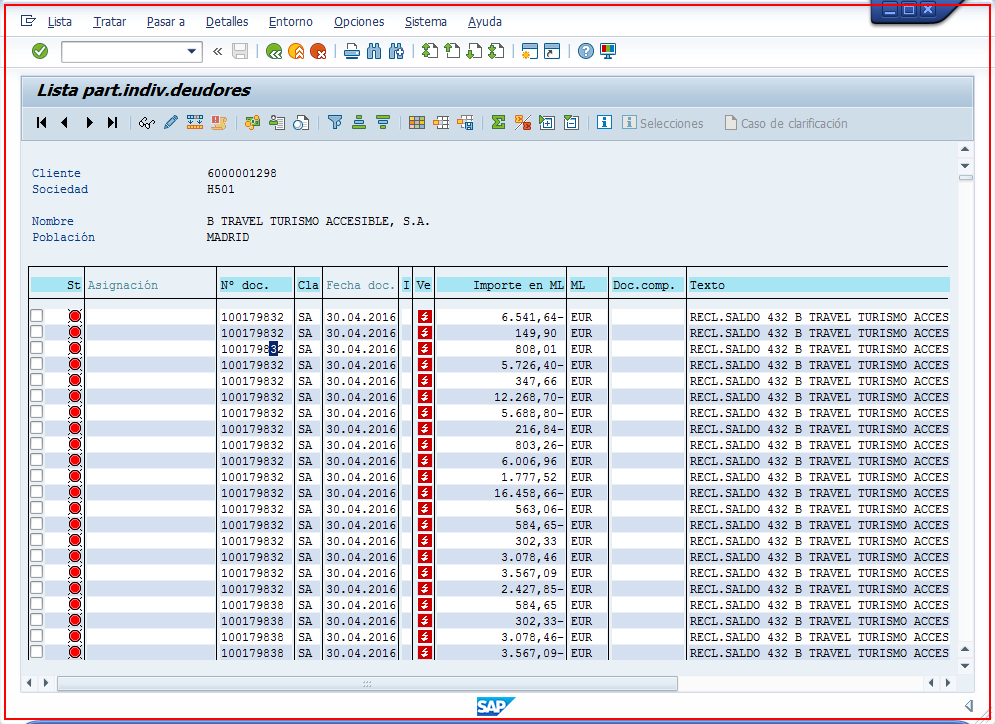 Lista Tratar Pasar a Detalles Entorno Opciones Sistema Ayuda
Lista part.indiv.deudores
Selecciones Caso de clarificación
Cliente 6000001298
Sociedad H501
Nombre B TRAVEL TURISMO ACCESIBLE, S.A.
Población MADRID
St Asignación Nº doc. Cla Fecha doc. I Ve Importe en ML ML Doc.comp. Texto
100179832 SA 30.04.2016 6.541,64- EUR RECL.SALDO 432 B TRAVEL TURISMO ACCES
100179832 SA 30.04.2016 149,90 EUR RECL.SALDO 432 B TRAVEL TURISMO ACCES
100179832 SA 30.04.2016 808,01 EUR RECL.SALDO 432 B TRAVEL TURISMO ACCES
100179832 SA 30.04.2016 5.726,40- EUR RECL.SALDO 432 B TRAVEL TURISMO ACCES
100179832 SA 30.04.2016 347,66 EUR RECL.SALDO 432 B TRAVEL TURISMO ACCES
100179832 SA 30.04.2016 12.268,70- EUR RECL.SALDO 432 B TRAVEL TURISMO ACCES
100179832 SA 30.04.2016 5.688,80- EUR RECL.SALDO 432 B TRAVEL TURISMO ACCES
100179832 SA 30.04.2016 216,84- EUR RECL.SALDO 432 B TRAVEL TURISMO ACCES
100179832 SA 30.04.2016 803,26- EUR RECL.SALDO 432 B TRAVEL TURISMO ACCES
100179832 SA 30.04.2016 6.006,96 EUR RECL.SALDO 432 B TRAVEL TURISMO ACCES
100179832 SA 30.04.2016 1.777,52 EUR RECL.SALDO 432 B TRAVEL TURISMO ACCES
100179832 SA 30.04.2016 16.458,66- EUR RECL.SALDO 432 B TRAVEL TURISMO ACCES
100179832 SA 30.04.2016 563,06- EUR RECL.SALDO 432 B TRAVEL TURISMO ACCES
100179832 SA 30.04.2016 584,65- EUR RECL.SALDO 432 B TRAVEL TURISMO ACCES
100179832 SA 30.04.2016 302,33 EUR RECL.SALDO 432 B TRAVEL TURISMO ACCES
100179832 SA 30.04.2016 3.078,46 EUR RECL.SALDO 432 B TRAVEL TURISMO ACCES
100179832 SA 30.04.2016 3.567,09 EUR RECL.SALDO 432 B TRAVEL TURISMO ACCES
100179832 SA 30.04.2016 2.427,85- EUR RECL.SALDO 432 B TRAVEL TURISMO ACCES
100179838 SA 30.04.2016 584,65 EUR RECL.SALDO 432 B TRAVEL TURISMO ACCES
100179838 SA 30.04.2016 302,33- EUR RECL.SALDO 432 B TRAVEL TURISMO ACCES
100179838 SA 30.04.2016 3.078,46- EUR RECL.SALDO 432 B TRAVEL TURISMO ACCES
100179838 SA 30.04.2016 3.567,09- EUR RECL.SALDO 432 B TRAVEL TURISMO ACCES
SAP